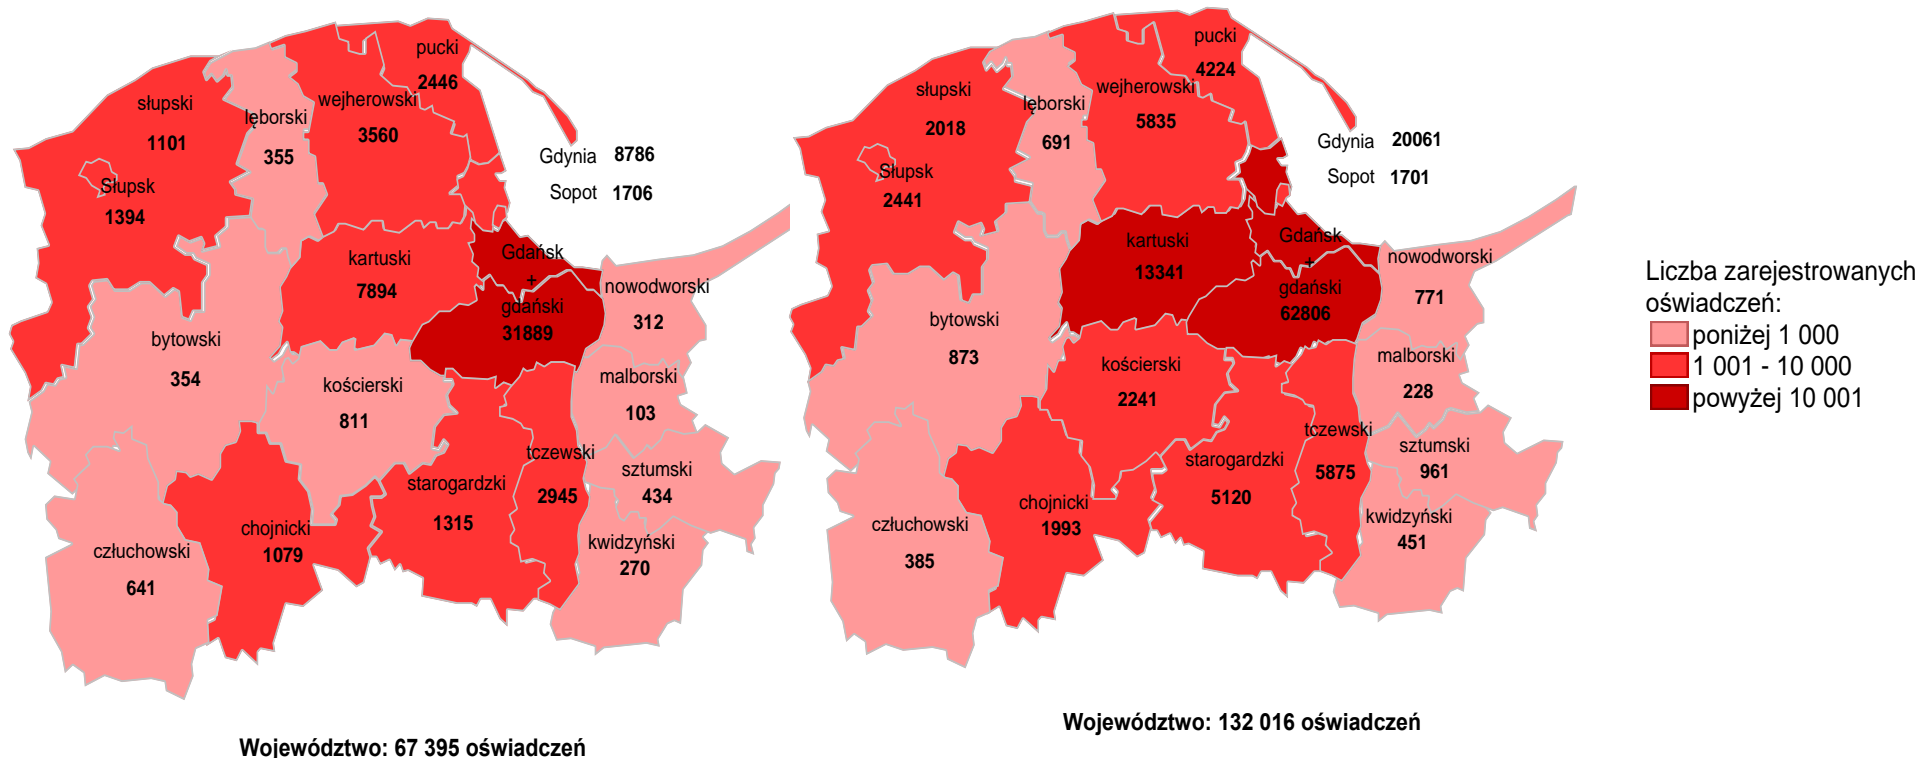 pucki
2446
słupski
1101
lęborski
355
wejherowski
3560
Gdynia 8786
Sopot 1706
Słupsk
1394
kartuski
7894
Gdańsk
+
gdański
31889
nowodworski
312
bytowski
354
kościerski
811
malborski
103
tczewski
2945
sztumski
434
starogardzki
1315
chojnicki
1079
człuchowski
641
kwidzyński
270
Województwo: 67 395 oświadczeń
pucki
4224
słupski
2018
lęborski
691
wejherowski
5835
Gdynia 20061
Sopot 1701
Słupsk
2441
kartuski
13341
Gdańsk
+
gdański
62806
nowodworski
771
bytowski
873
kościerski
2241
malborski
228
tczewski
5875
sztumski
961
starogardzki
5120
chojnicki
1993
człuchowski
385
kwidzyński
451
Województwo: 132 016 oświadczeń
Liczba zarejestrowanych
oświadczeń:
poniżej 1 000
1 001 - 10 000
powyżej 10 001